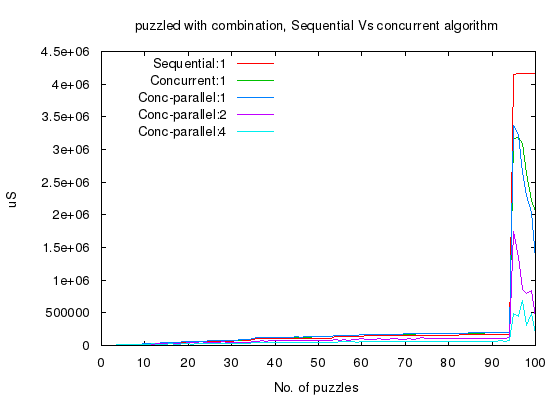 puzzled with combination, Sequential Vs concurrent algorithm
4.5e+06
4e+06
3.5e+06
3e+06
2.5e+06
2e+06
1.5e+06
1e+06
500000
0
uS
Sequential:1
Concurrent:1
Conc-parallel:1
Conc-parallel:2
Conc-parallel:4
0 10 20 30 40 50 60 70 80 90 100
No. of puzzles